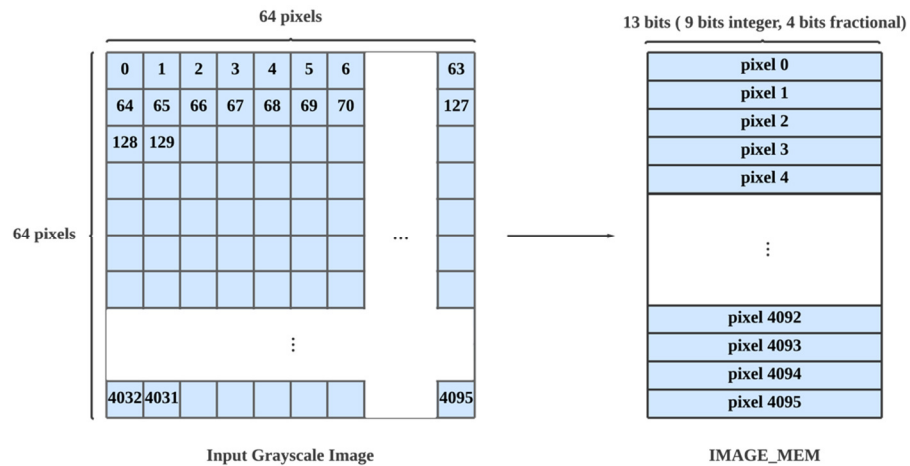 64 pixels
13 bits ( 9 bits integer, 4 bits fractional)
0 1 2 3 4 5 6 63
64 65 66 67 68 69 70 127
128 129
64 pixels
...
⋮
4032 4031 4095
pixel 0
pixel 1
pixel 2
pixel 3
pixel 4
⋮
pixel 4092
pixel 4093
pixel 4094
pixel 4095
Input Grayscale Image
IMAGE_MEM